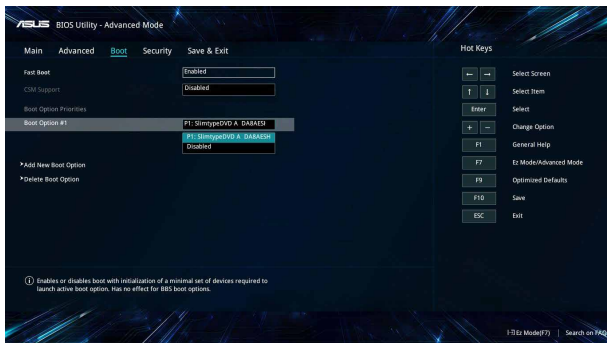 ASUS BIOS Utility - Advanced Mode
Main Advanced Boot Security Save & Exit
Hot Keys
Fast Boot Enabled
CSM Support Disabled
Boot Option Priorities
Boot Option #1 P1: SlimtypeDVD A DA8AESI
P1: SlimtypeDVD A DA8AESH
Disabled
Add New Boot Option
Delete Boot Option
← → Select Screen
↑ ↓ Select Item
Enter Select
+ − Change Option
F1 General Help
F7 Ez Mode/Advanced Mode
F9 Optimized Defaults
F10 Save
ESC Exit
Enables or disables boot with initialization of a minimal set of devices required to
launch active boot option. Has no effect for BBS boot options.
Ez Mode(F7) | Search on FAQ